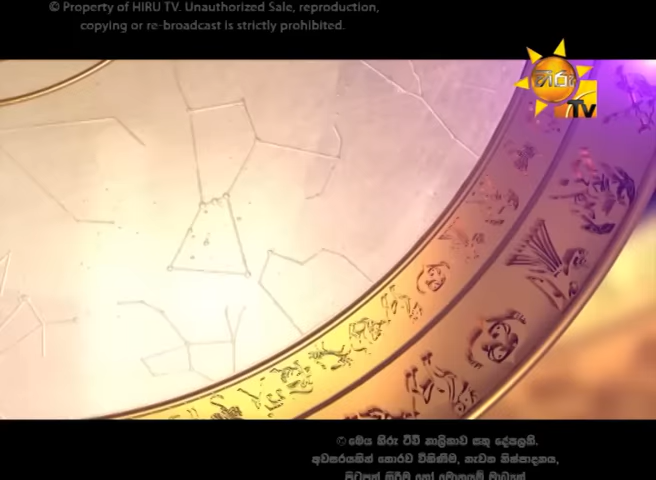 © Property of HIRU TV. Unauthorized Sale, reproduction,
copying or re-broadcast is strictly prohibited.
හිරු
TV
© මෙය හිරු ටීවී නාලිකාව සතු දේපලකි.
අවසරයකින් තොරව විකිණීම, නැවත නිෂ්පාදනය,
පිටපත් කිරීම හෝ